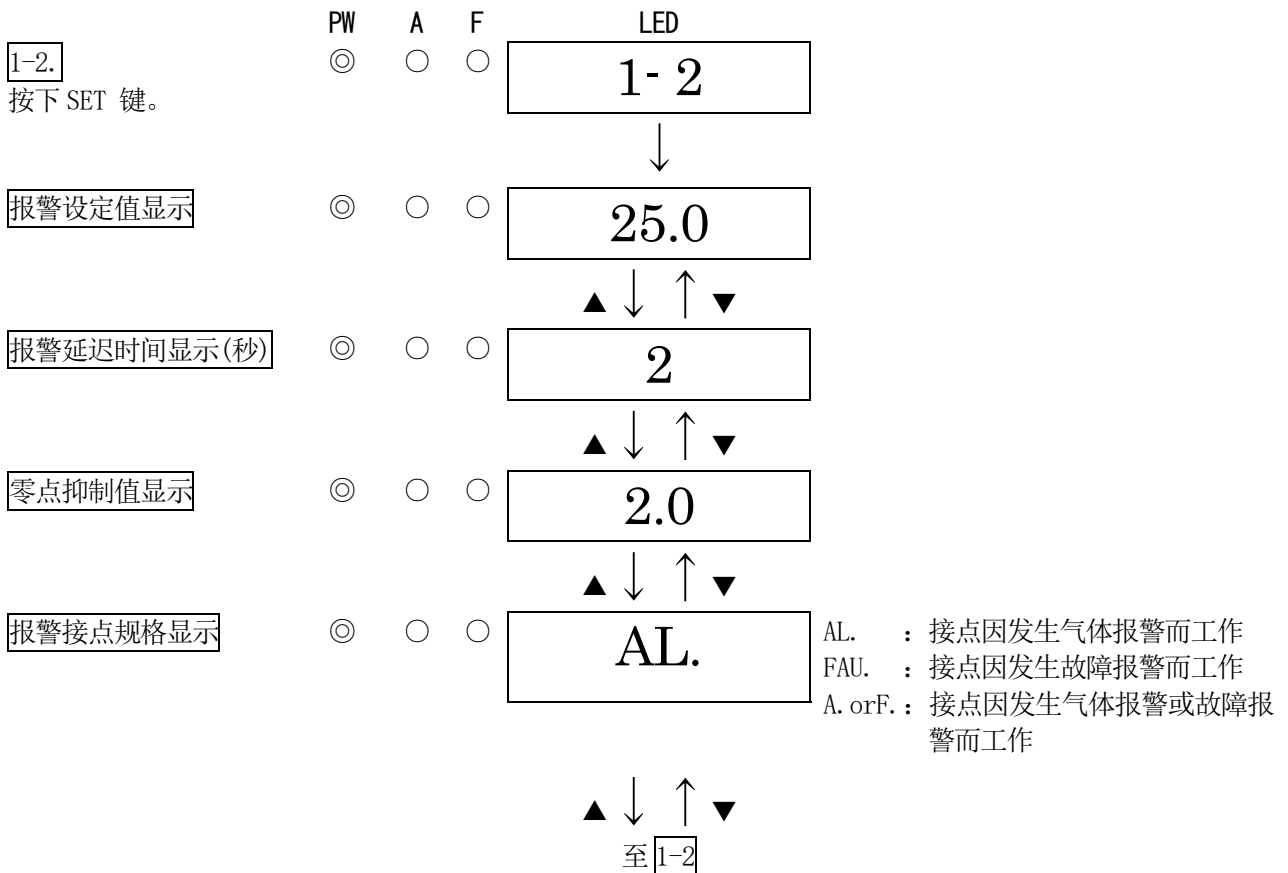 PW A F LED
1-2. ◎ ○ ○ 1- 2
按下 SET 键。
↓
报警设定值显示 ◎ ○ ○ 25.0
▲ ↓ ↑ ▼
报警延迟时间显示(秒) ◎ ○ ○ 2
▲ ↓ ↑ ▼
零点抑制值显示 ◎ ○ ○ 2.0
▲ ↓ ↑ ▼
报警接点规格显示 ◎ ○ ○ AL.
AL. ：接点因发生气体报警而工作
FAU. ：接点因发生故障报警而工作
A.orF.：接点因发生气体报警或故障报
警而工作
▲ ↓ ↑ ▼
至 1-2